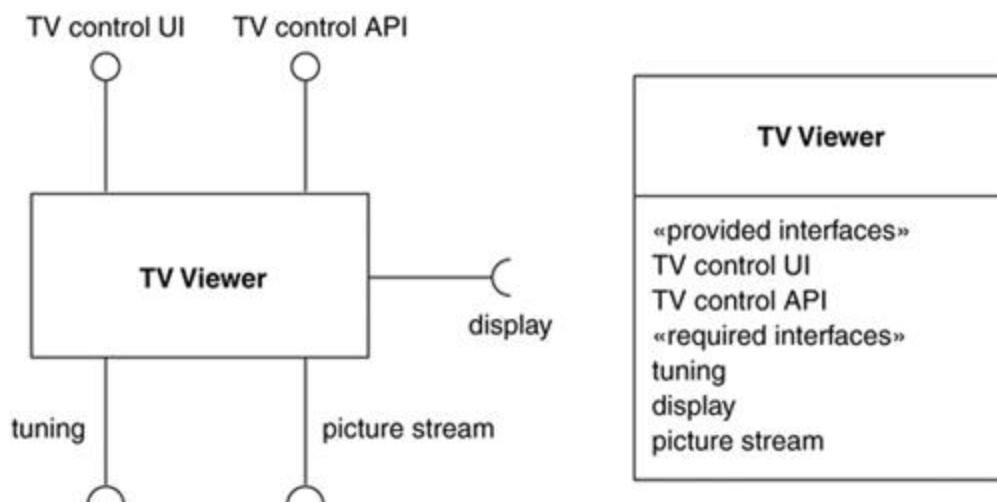 TV control UI
TV control API
TV Viewer
display
tuning
picture stream
TV Viewer
«provided interfaces»
TV control UI
TV control API
«required interfaces»
tuning
display
picture stream